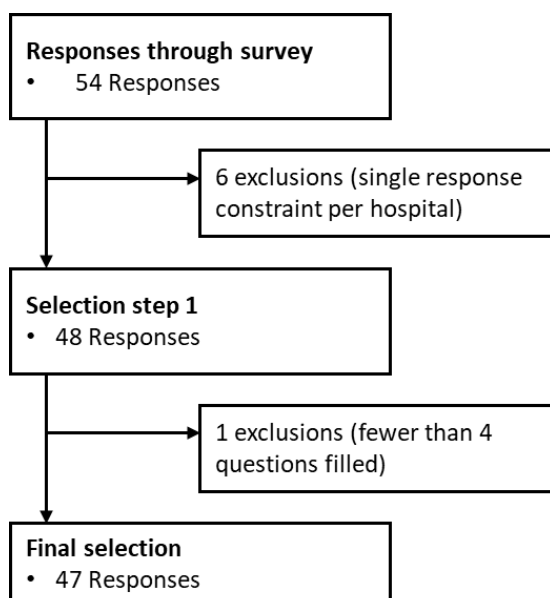 Responses through survey
• 54 Responses
6 exclusions (single response
constraint per hospital)
Selection step 1
• 48 Responses
1 exclusions (fewer than 4
questions filled)
Final selection
• 47 Responses